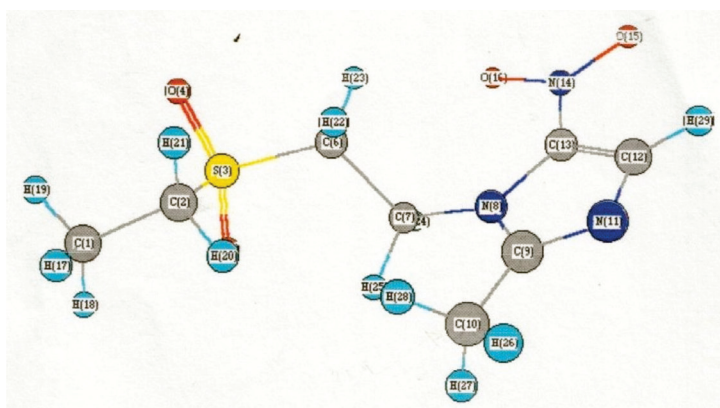 O(15)
H(23)
O(16)
N(14)
O(4)
H(22)
H(29)
H(21)
C(6)
C(13)
C(12)
S(3)
H(19)
C(2)
N(8)
C(7)
24
N(11)
C(1)
H(20)
C(9)
H(17)
H(25)
H(28)
H(18)
C(10)
H(26)
H(27)